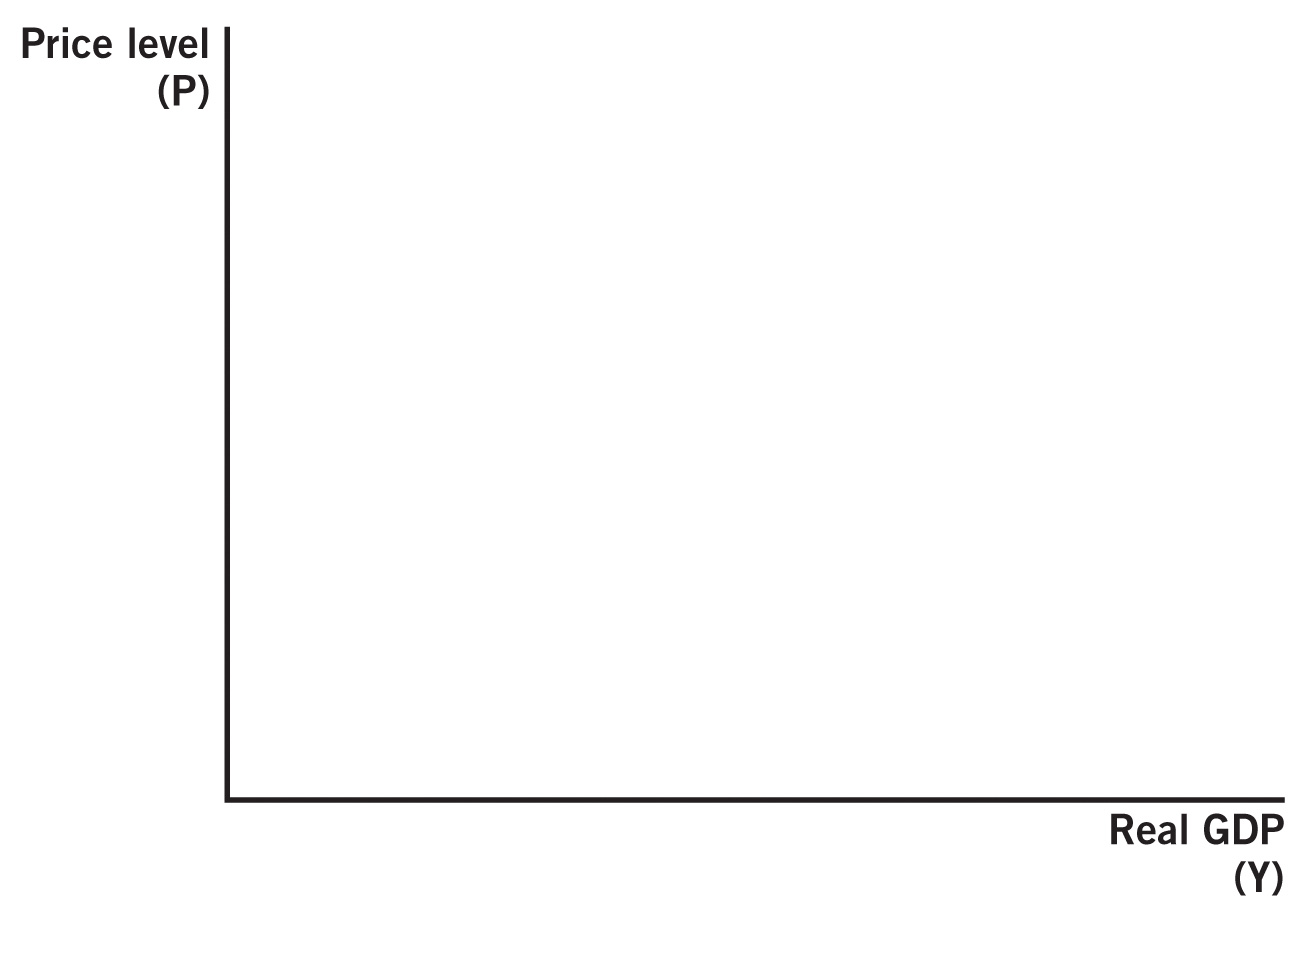 Price level
(P)
Real GDP
(Y)